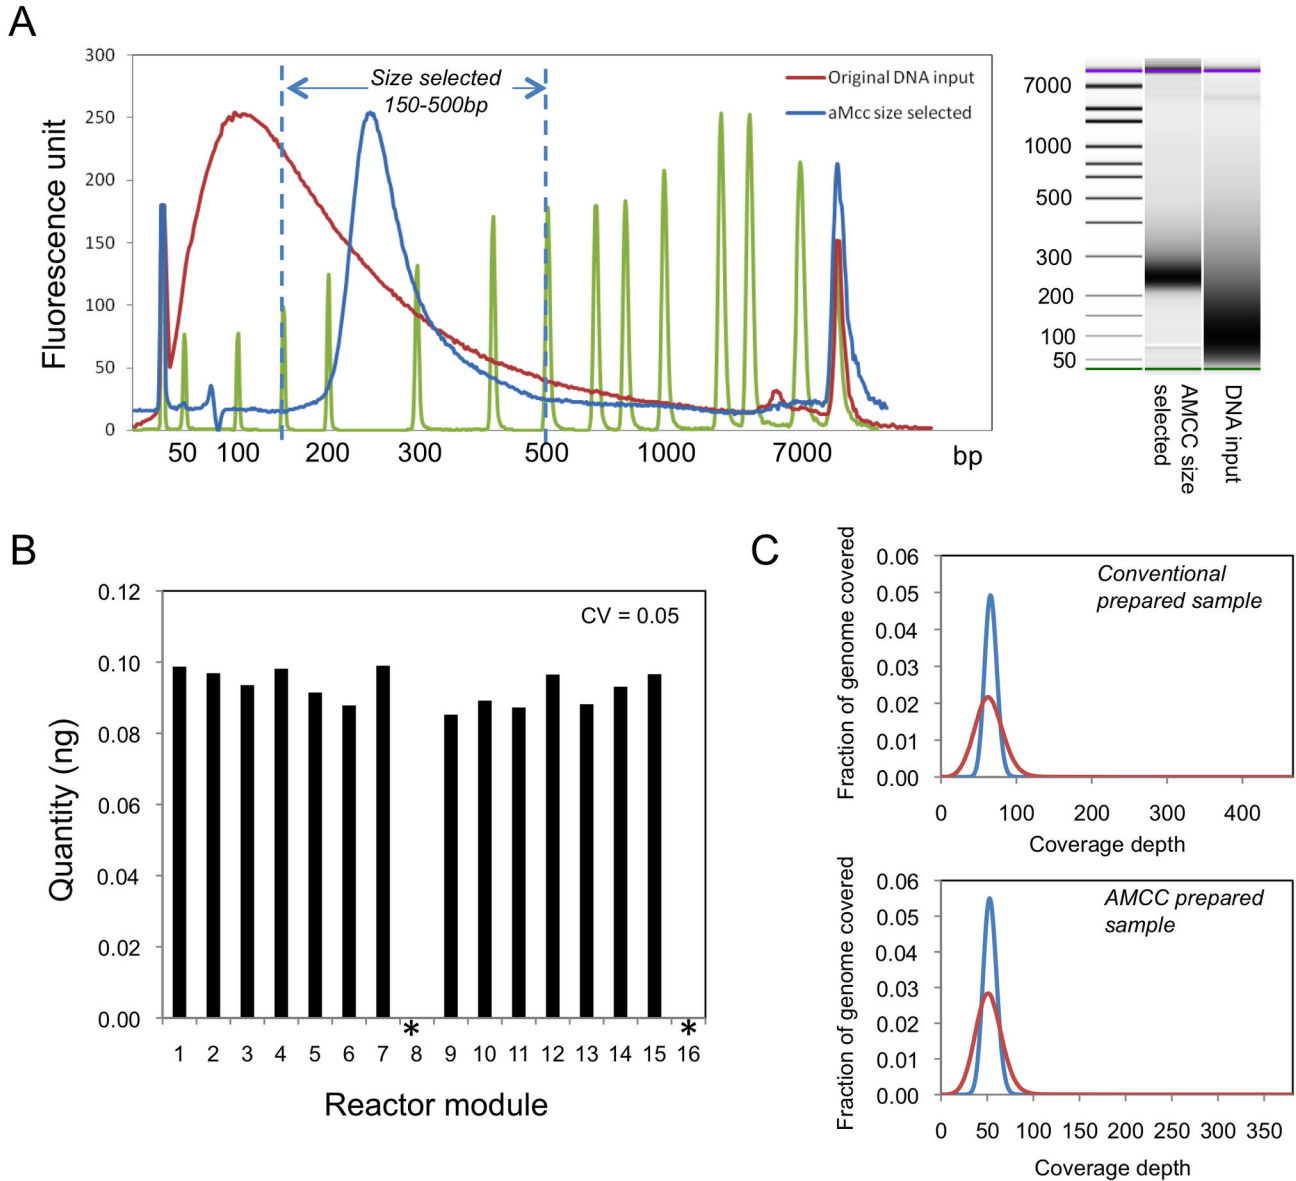 A
300
250
200
150
100
50
0
Fluorescence unit
Size selected
150-500bp
Original DNA input
aMcc size selected
50 100 200 300 500 1000 7000 bp
7000
1000
500
300
200
100
50
AMCC size
selected
DNA input
B
0.12
0.10
0.08
0.06
0.04
0.02
0.00
Quantity (ng)
CV = 0.05
* *
1 2 3 4 5 6 7 8 9 10 11 12 13 14 15 16
Reactor module
C
0.06
0.05
0.04
0.03
0.02
0.01
0.00
Fraction of genome covered
Conventional
prepared sample
0 100 200 300 400
Coverage depth
0.06
0.05
0.04
0.03
0.02
0.01
0.00
Fraction of genome covered
AMCC prepared
sample
0 50 100 150 200 250 300 350
Coverage depth